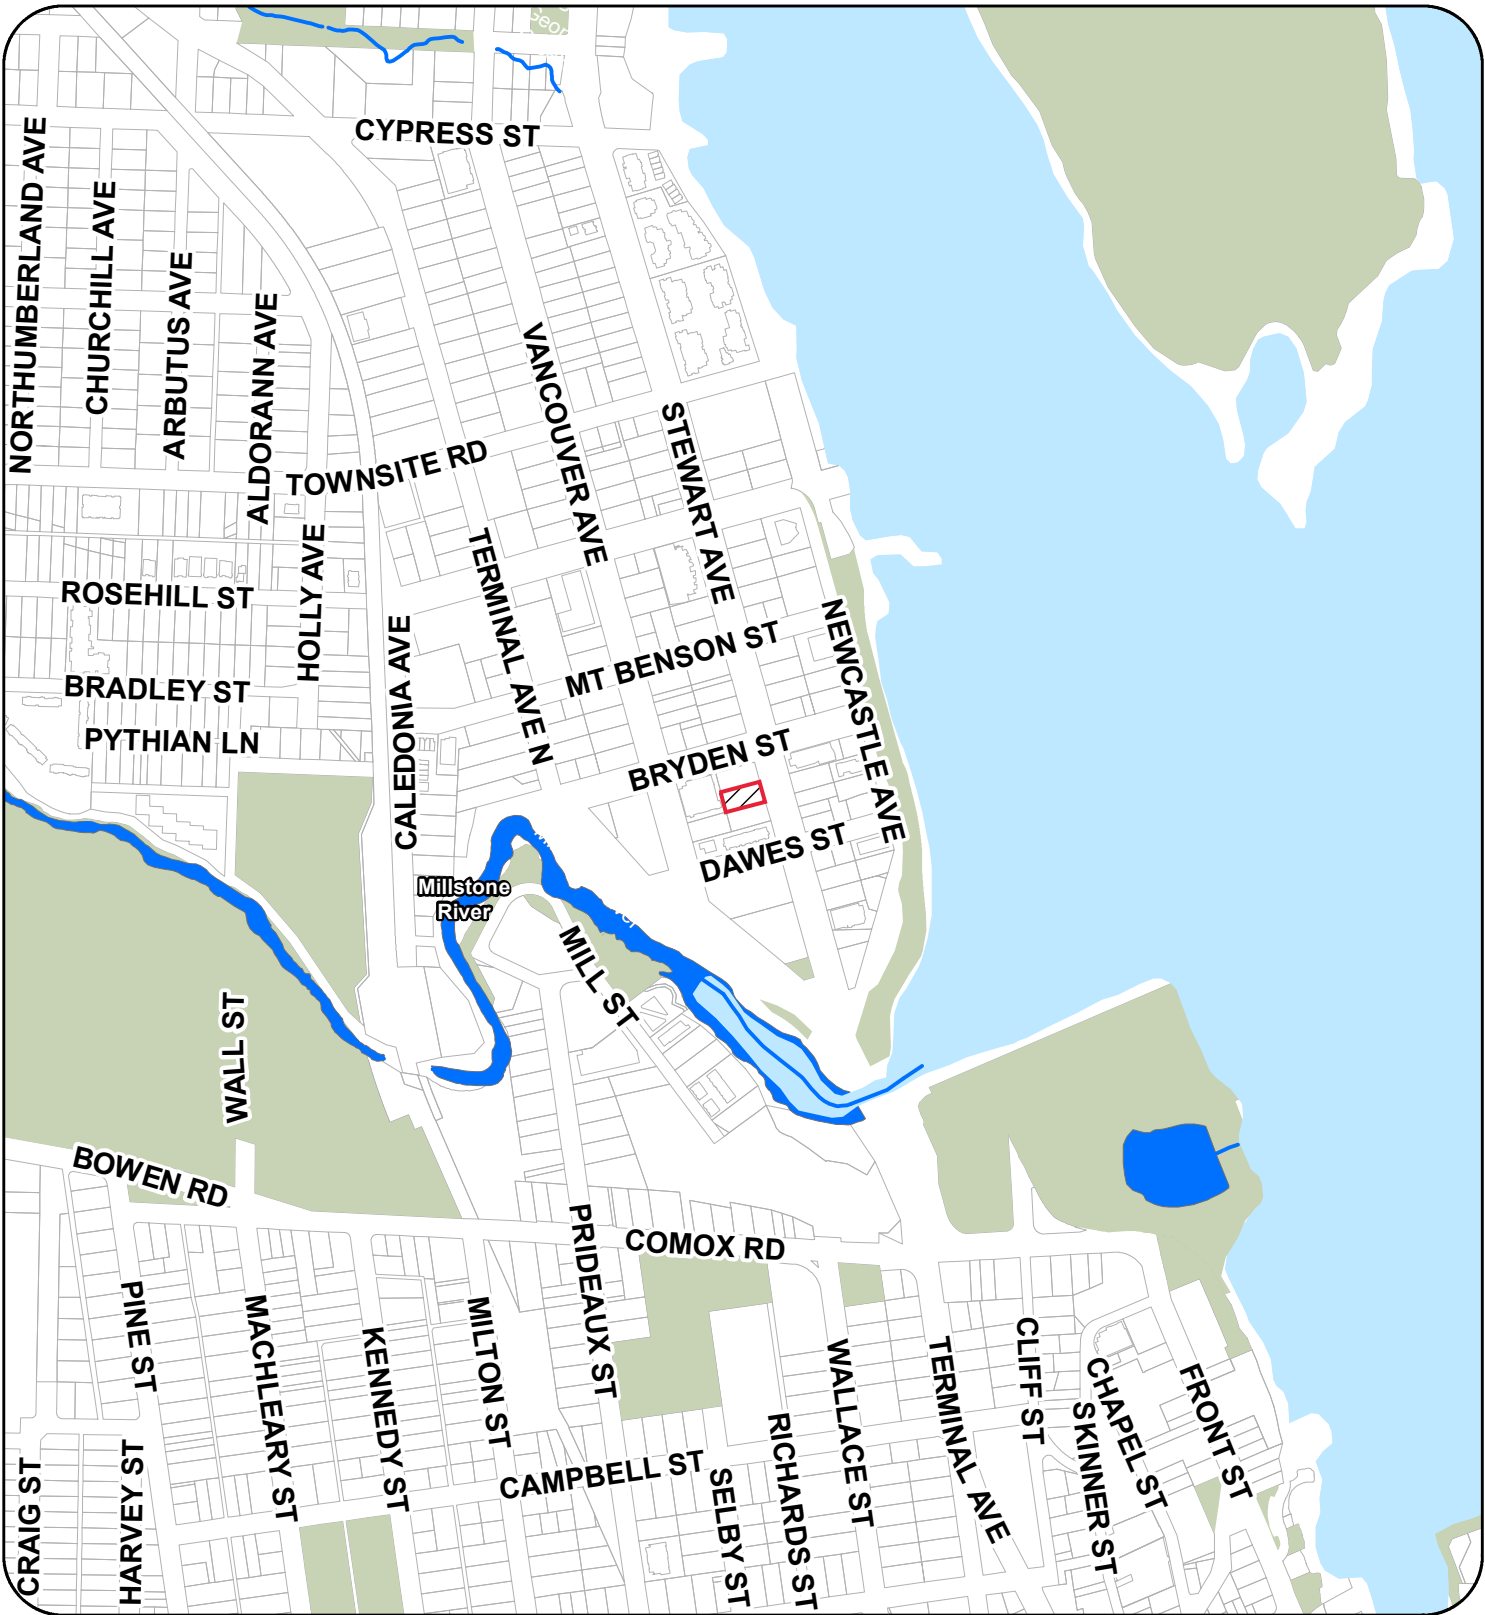 Geor
CYPRESS ST
NORTHUMBERLAND AVE
CHURCHILL AVE
ARBUTUS AVE
ALDORANN AVE
VANCOUVER AVE
STEWART AVE
TOWNSITE RD
HOLLY AVE
TERMINAL AVE N
ROSEHILL ST
CALEDONIA AVE
MT BENSON ST
NEWCASTLE AVE
BRADLEY ST
PYTHIAN LN
BRYDEN ST
DAWES ST
Millstone
River
MILL ST
WALL ST
BOWEN RD
PRIDEAUX ST
COMOX RD
PINE ST
MACHLEARY ST
KENNEDY ST
MILTON ST
WALLACE ST
TERMINAL AVE
CLIFF ST
CHAPEL ST
SKINNER ST
FRONT ST
RICHARDS ST
CAMPBELL ST
SELBY ST
CRAIG ST
HARVEY ST